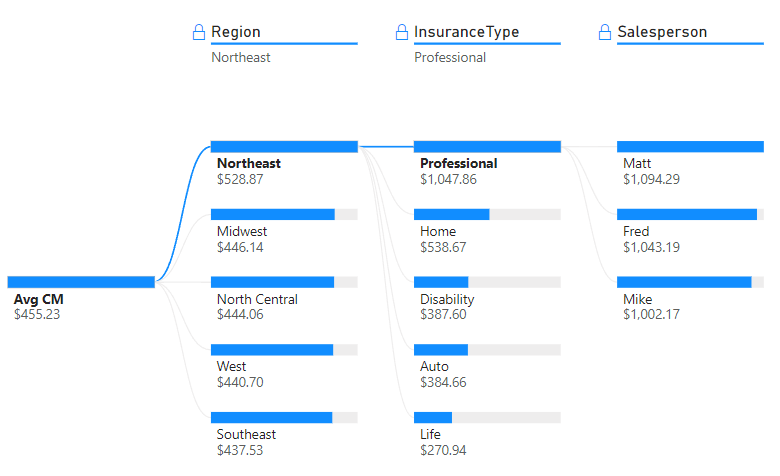 Region
InsuranceType
Salesperson
Northeast
Professional
Avg CM
$455.23
Northeast
$528.87
Midwest
$446.14
North Central
$444.06
West
$440.70
Southeast
$437.53
Professional
$1,047.86
Home
$538.67
Disability
$387.60
Auto
$384.66
Life
$270.94
Matt
$1,094.29
Fred
$1,043.19
Mike
$1,002.17